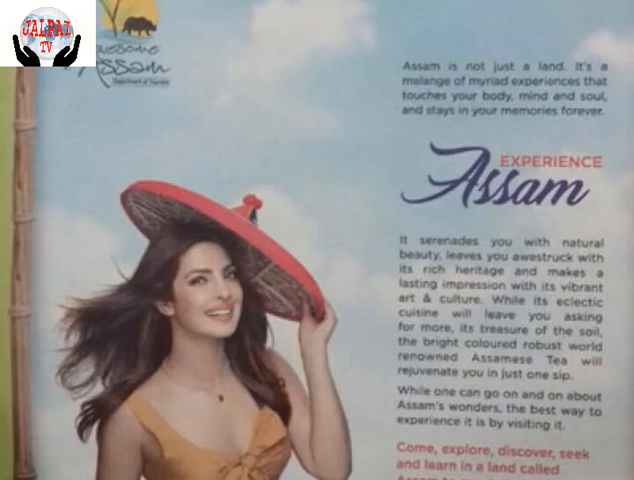 JALPAI
TV
Awesome
Assam
Department of Tourism
Assam is not just a land. It's a
melange of myriad experiences that
touches your body, mind and soul,
and stays in your memories forever.
EXPERIENCE
Assam
It serenades you with natural
beauty, leaves you awestruck with
its rich heritage and makes a
lasting impression with its vibrant
art & culture. While its eclectic
cuisine will leave you asking
for more, its treasure of the soil,
the bright coloured robust world
renowned Assamese Tea will
rejuvenate you in just one sip.
While one can go on and on about
Assam's wonders, the best way to
experience it is by visiting it.
Come, explore, discover, seek
and learn in a land called